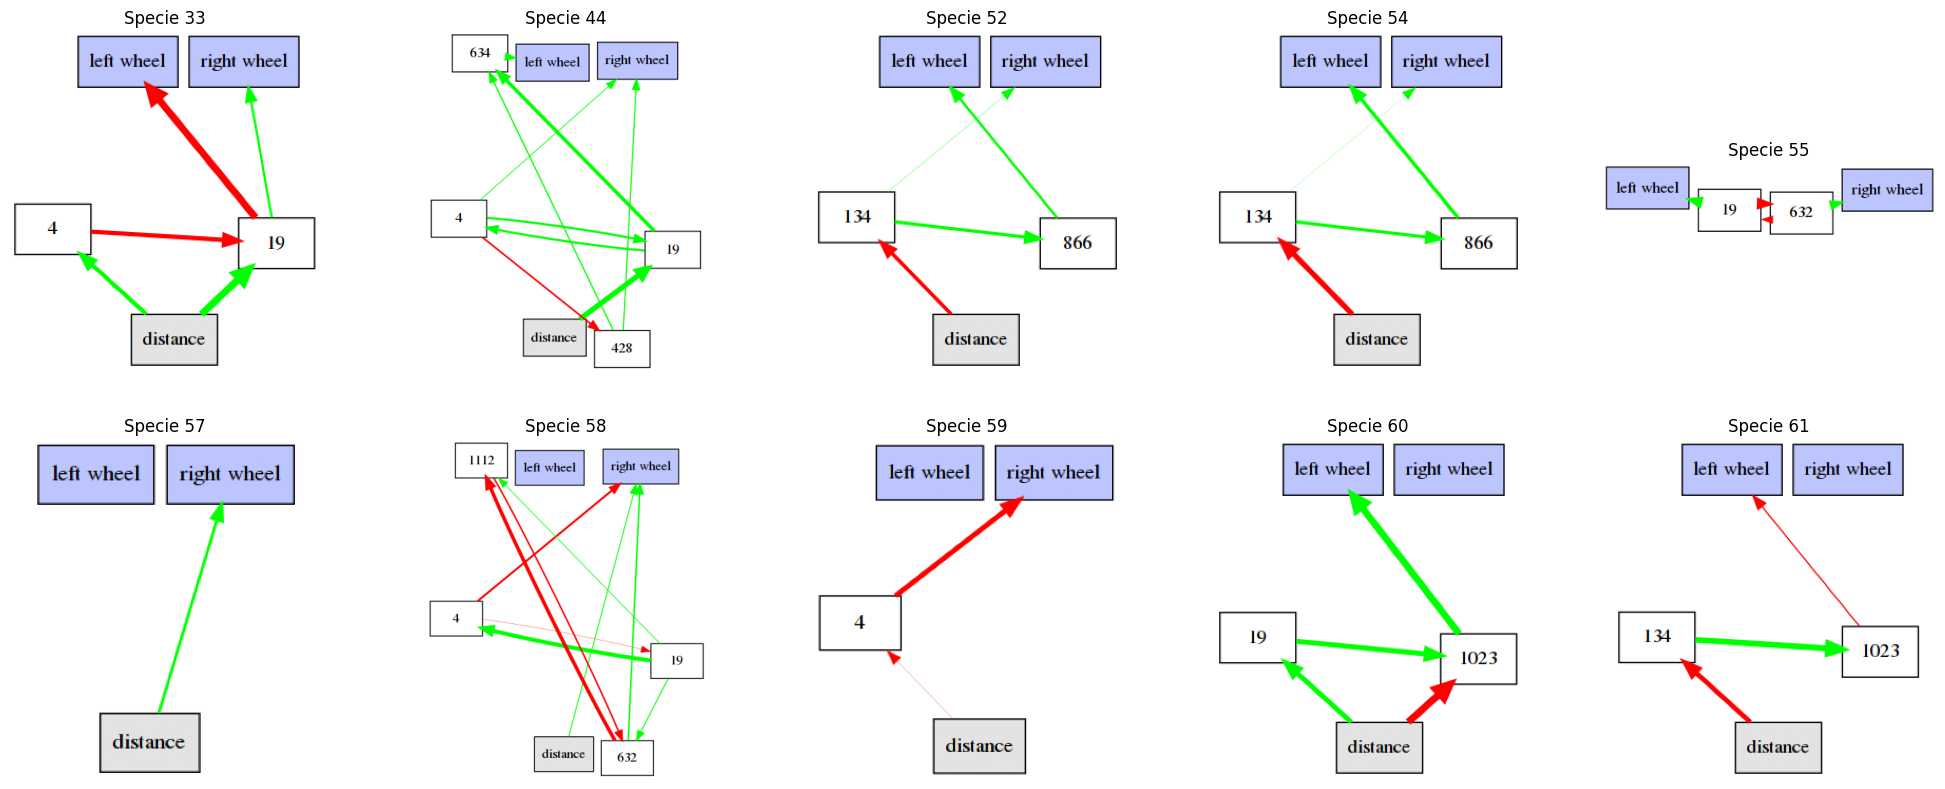 Specie 33
left wheel
right wheel
4
19
distance
Specie 44
634
left wheel
right wheel
4
19
distance
428
Specie 52
left wheel
right wheel
134
866
distance
Specie 54
left wheel
right wheel
134
866
distance
Specie 55
left wheel
19
632
right wheel
Specie 57
left wheel
right wheel
distance
Specie 58
1112
left wheel
right wheel
4
19
distance
632
Specie 59
left wheel
right wheel
4
distance
Specie 60
left wheel
right wheel
19
1023
distance
Specie 61
left wheel
right wheel
134
1023
distance